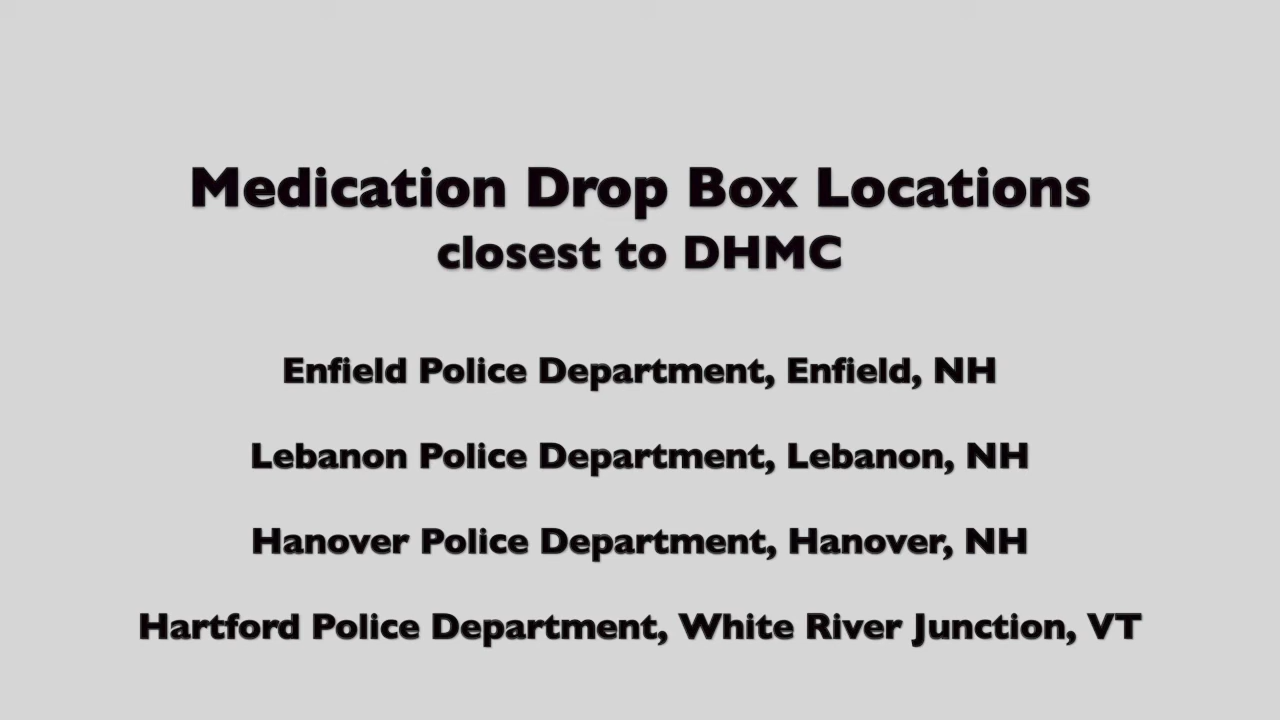 Medication Drop Box Locations
closest to DHMC
Enfield Police Department, Enfield, NH
Lebanon Police Department, Lebanon, NH
Hanover Police Department, Hanover, NH
Hartford Police Department, White River Junction, VT